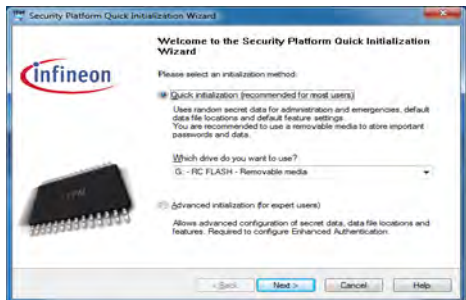 Security Platform Quick Initialization Wizard
Welcome to the Security Platform Quick Initialization
Wizard
infineon
Please select an initialization method:
Quick initialization (recommended for most users)
Uses random secret data for administration and emergencies, default
data file locations and default feature settings.
You are recommended to use a removable media to store important
passwords and data.
Which drive do you want to use?
G: - RC FLASH - Removable media
TPM
Advanced initialization (for expert users)
Allows advanced configuration of secret data, data file locations and
features. Required to configure Enhanced Authentication.
< Back
Next >
Cancel
Help